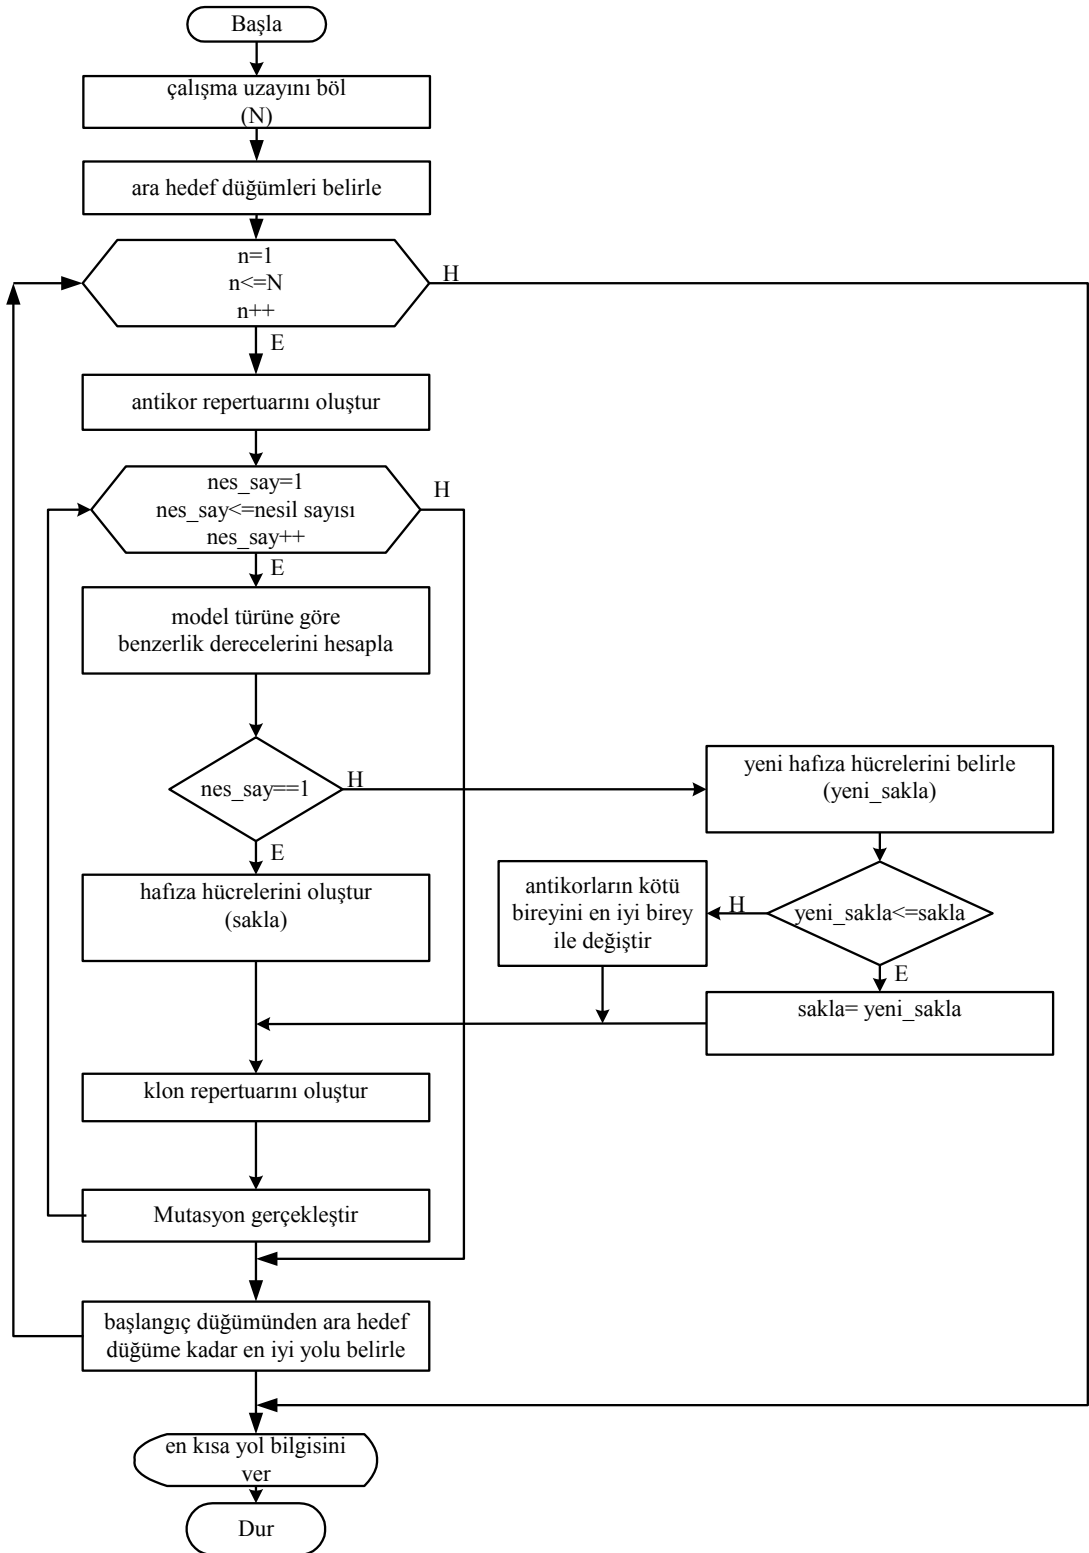 Başla
çalışma uzayını böl
(N)
ara hedef düğümleri belirle
n=1
n<=N
n++
H
E
antikor repertuarını oluştur
nes_say=1
nes_say<=nesil sayısı
nes_say++
H
E
model türüne göre
benzerlik derecelerini hesapla
nes_say==1
H
E
yeni hafıza hücrelerini belirle
(yeni_sakla)
yeni_sakla<=sakla
H
E
antikorların kötü
bireyini en iyi birey
ile değiştir
sakla= yeni_sakla
hafıza hücrelerini oluştur
(sakla)
klon repertuarını oluştur
Mutasyon gerçekleştir
başlangıç düğümünden ara hedef
düğüme kadar en iyi yolu belirle
en kısa yol bilgisini
ver
Dur